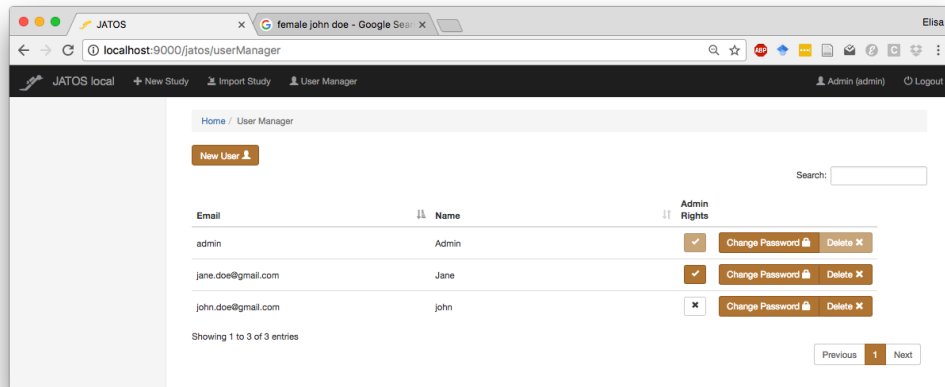 JATOS
female john doe - Google Sear
Elisa
localhost:9000/jatos/userManager
ABP
JATOS local + New Study Import Study User Manager Admin (admin) Logout
Home / User Manager
New User
Search:
Email Name Admin Rights
admin Admin Change Password Delete
jane.doe@gmail.com Jane Change Password Delete
john.doe@gmail.com john Change Password Delete
Showing 1 to 3 of 3 entries
Previous 1 Next